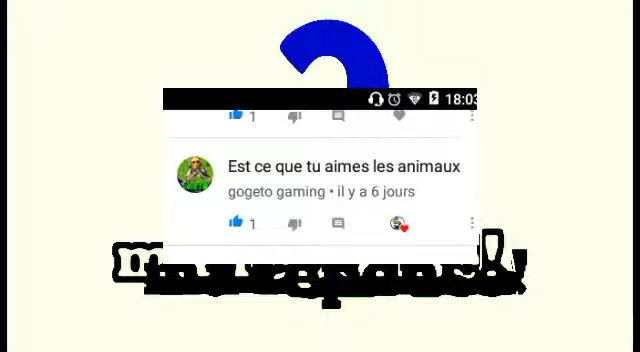 18:03
1
Est ce que tu aimes les animaux
gogeto gaming • il y a 6 jours
1